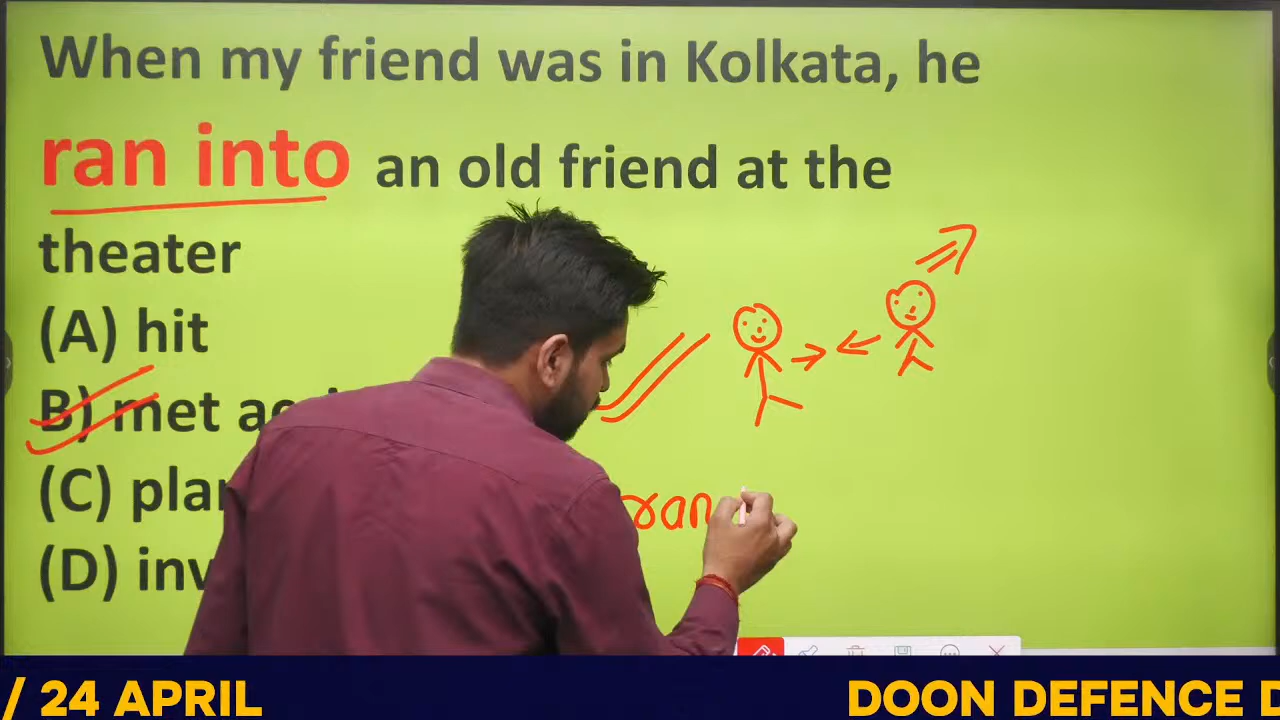 When my friend was in Kolkata, he
ran into an old friend at the
theater
(A) hit
B) met
(C)
(D)
ran
/ 24 APRIL
DOON DEFENCE D